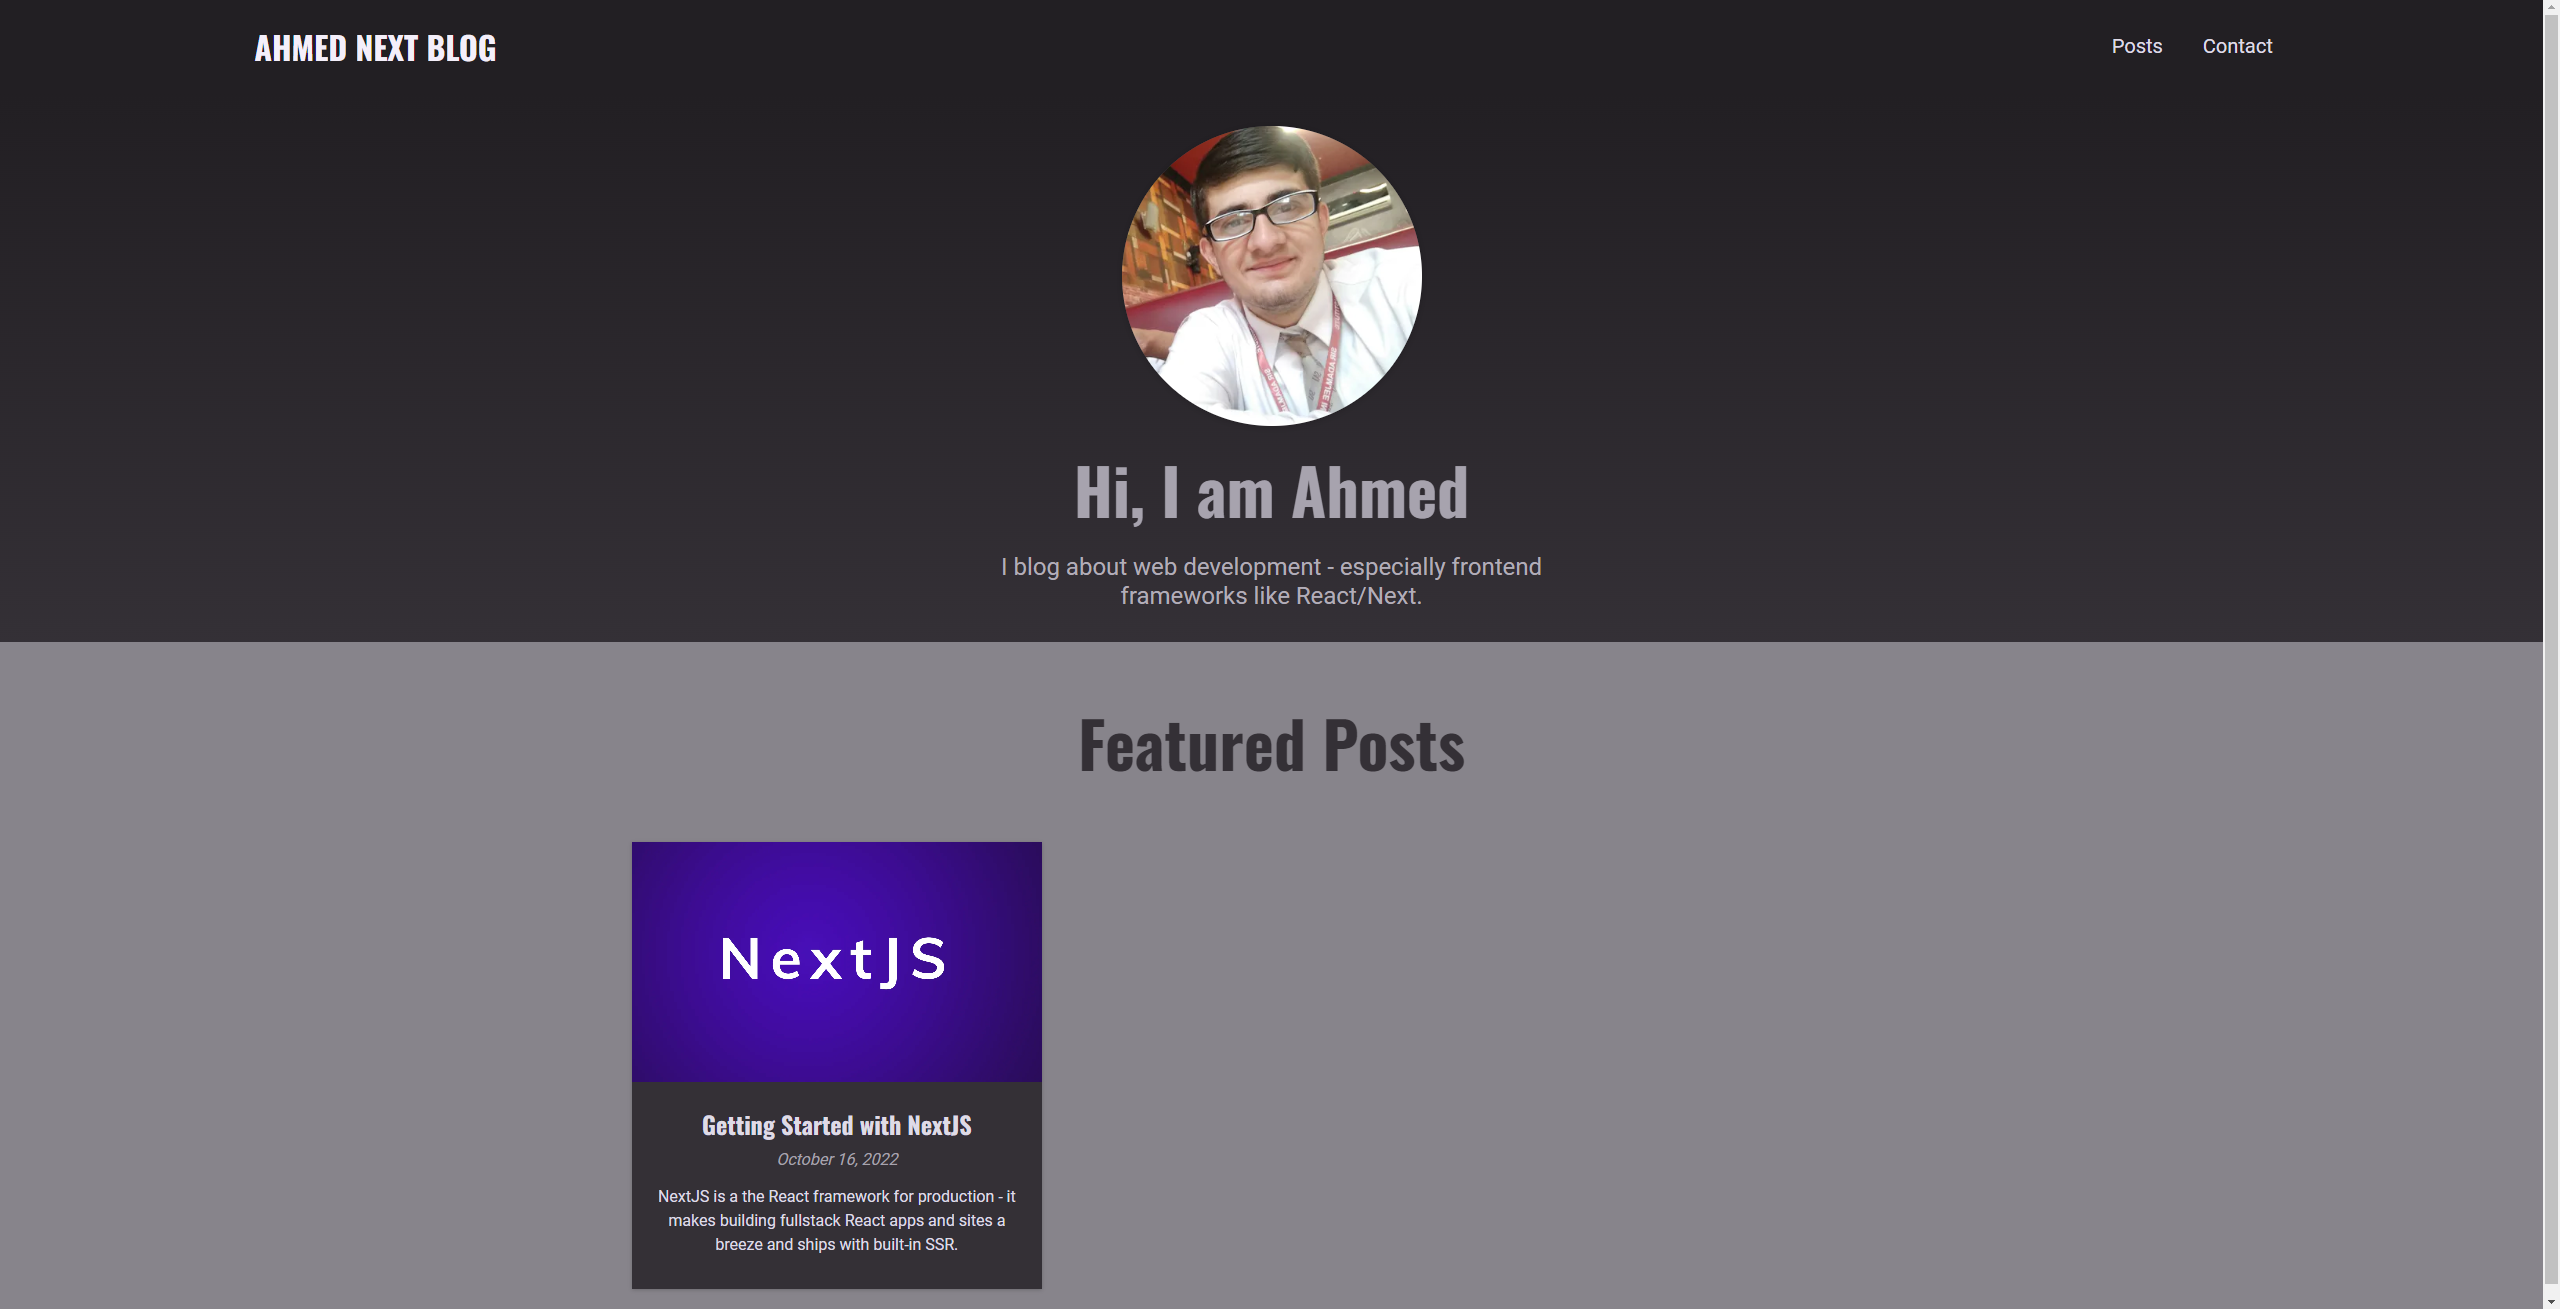 AHMED NEXT BLOG
Posts
Contact
Hi, I am Ahmed
I blog about web development - especially frontend
frameworks like React/Next.
Featured Posts
NextJS
Getting Started with NextJS
October 16, 2022
NextJS is a the React framework for production - it
makes building fullstack React apps and sites a
breeze and ships with built-in SSR.